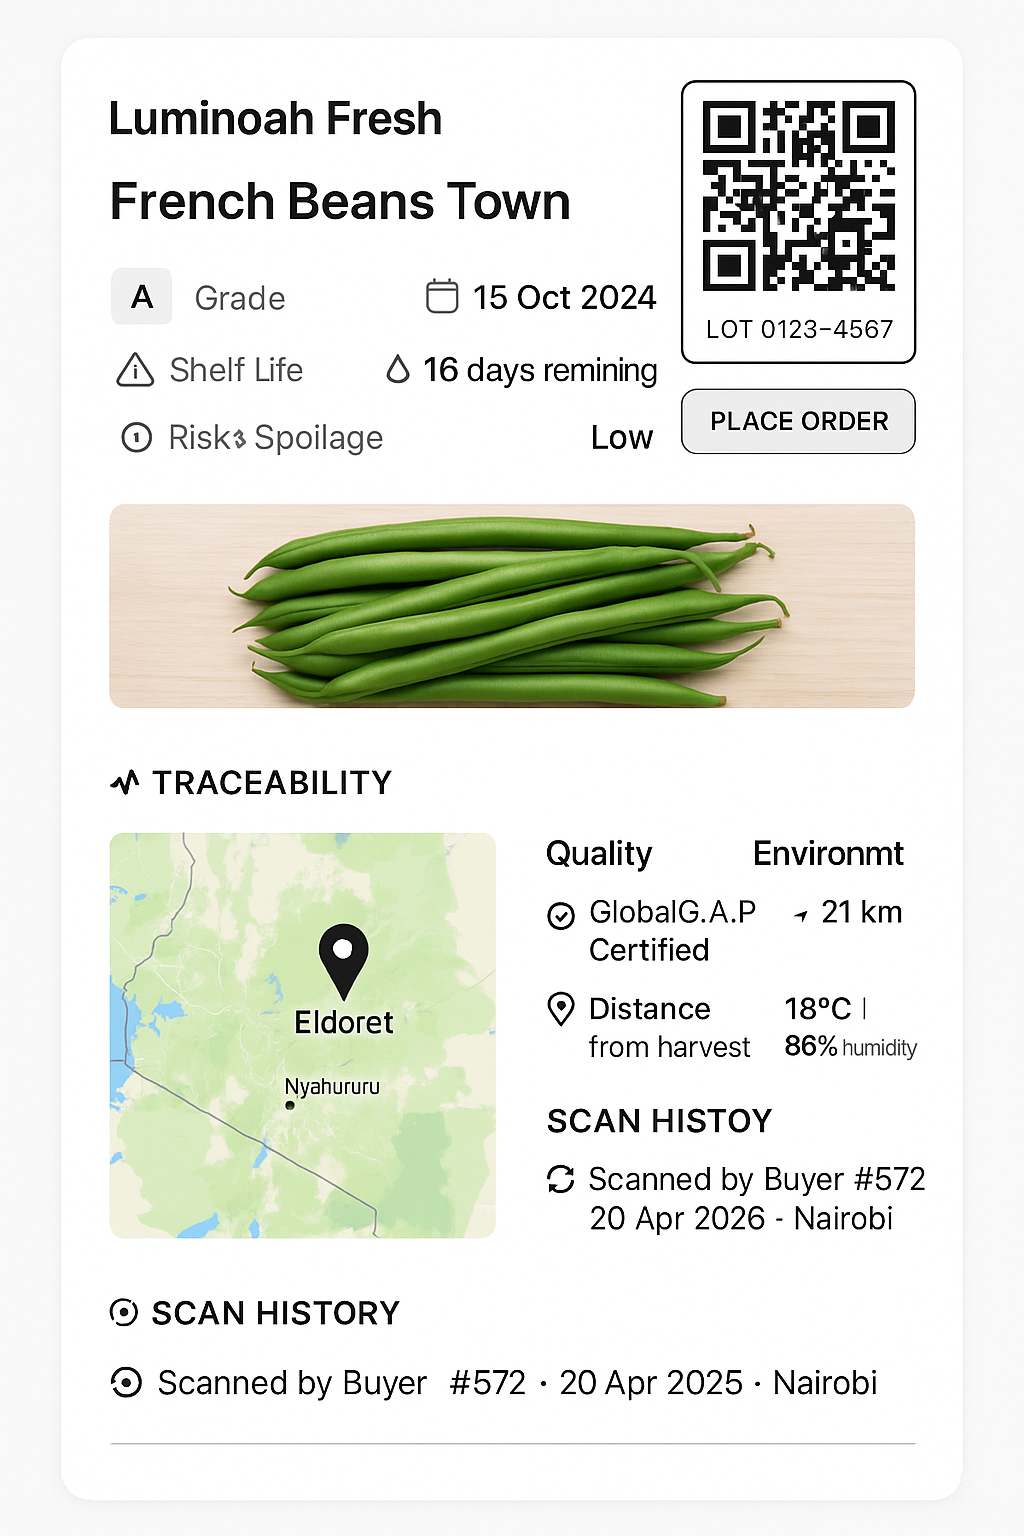 Luminoah Fresh
French Beans Town
A Grade
15 Oct 2024
Shelf Life
16 days remining
Risk Spoilage
Low
LOT 0123-4567
PLACE ORDER
TRACEABILITY
Eldoret
Nyahururu
Quality
Environmt
GlobalG.A.P
Certified
21 km
Distance
from harvest
18°C |
86% humidity
SCAN HISTOY
Scanned by Buyer #572
20 Apr 2026 - Nairobi
SCAN HISTORY
Scanned by Buyer #572 · 20 Apr 2025 · Nairobi